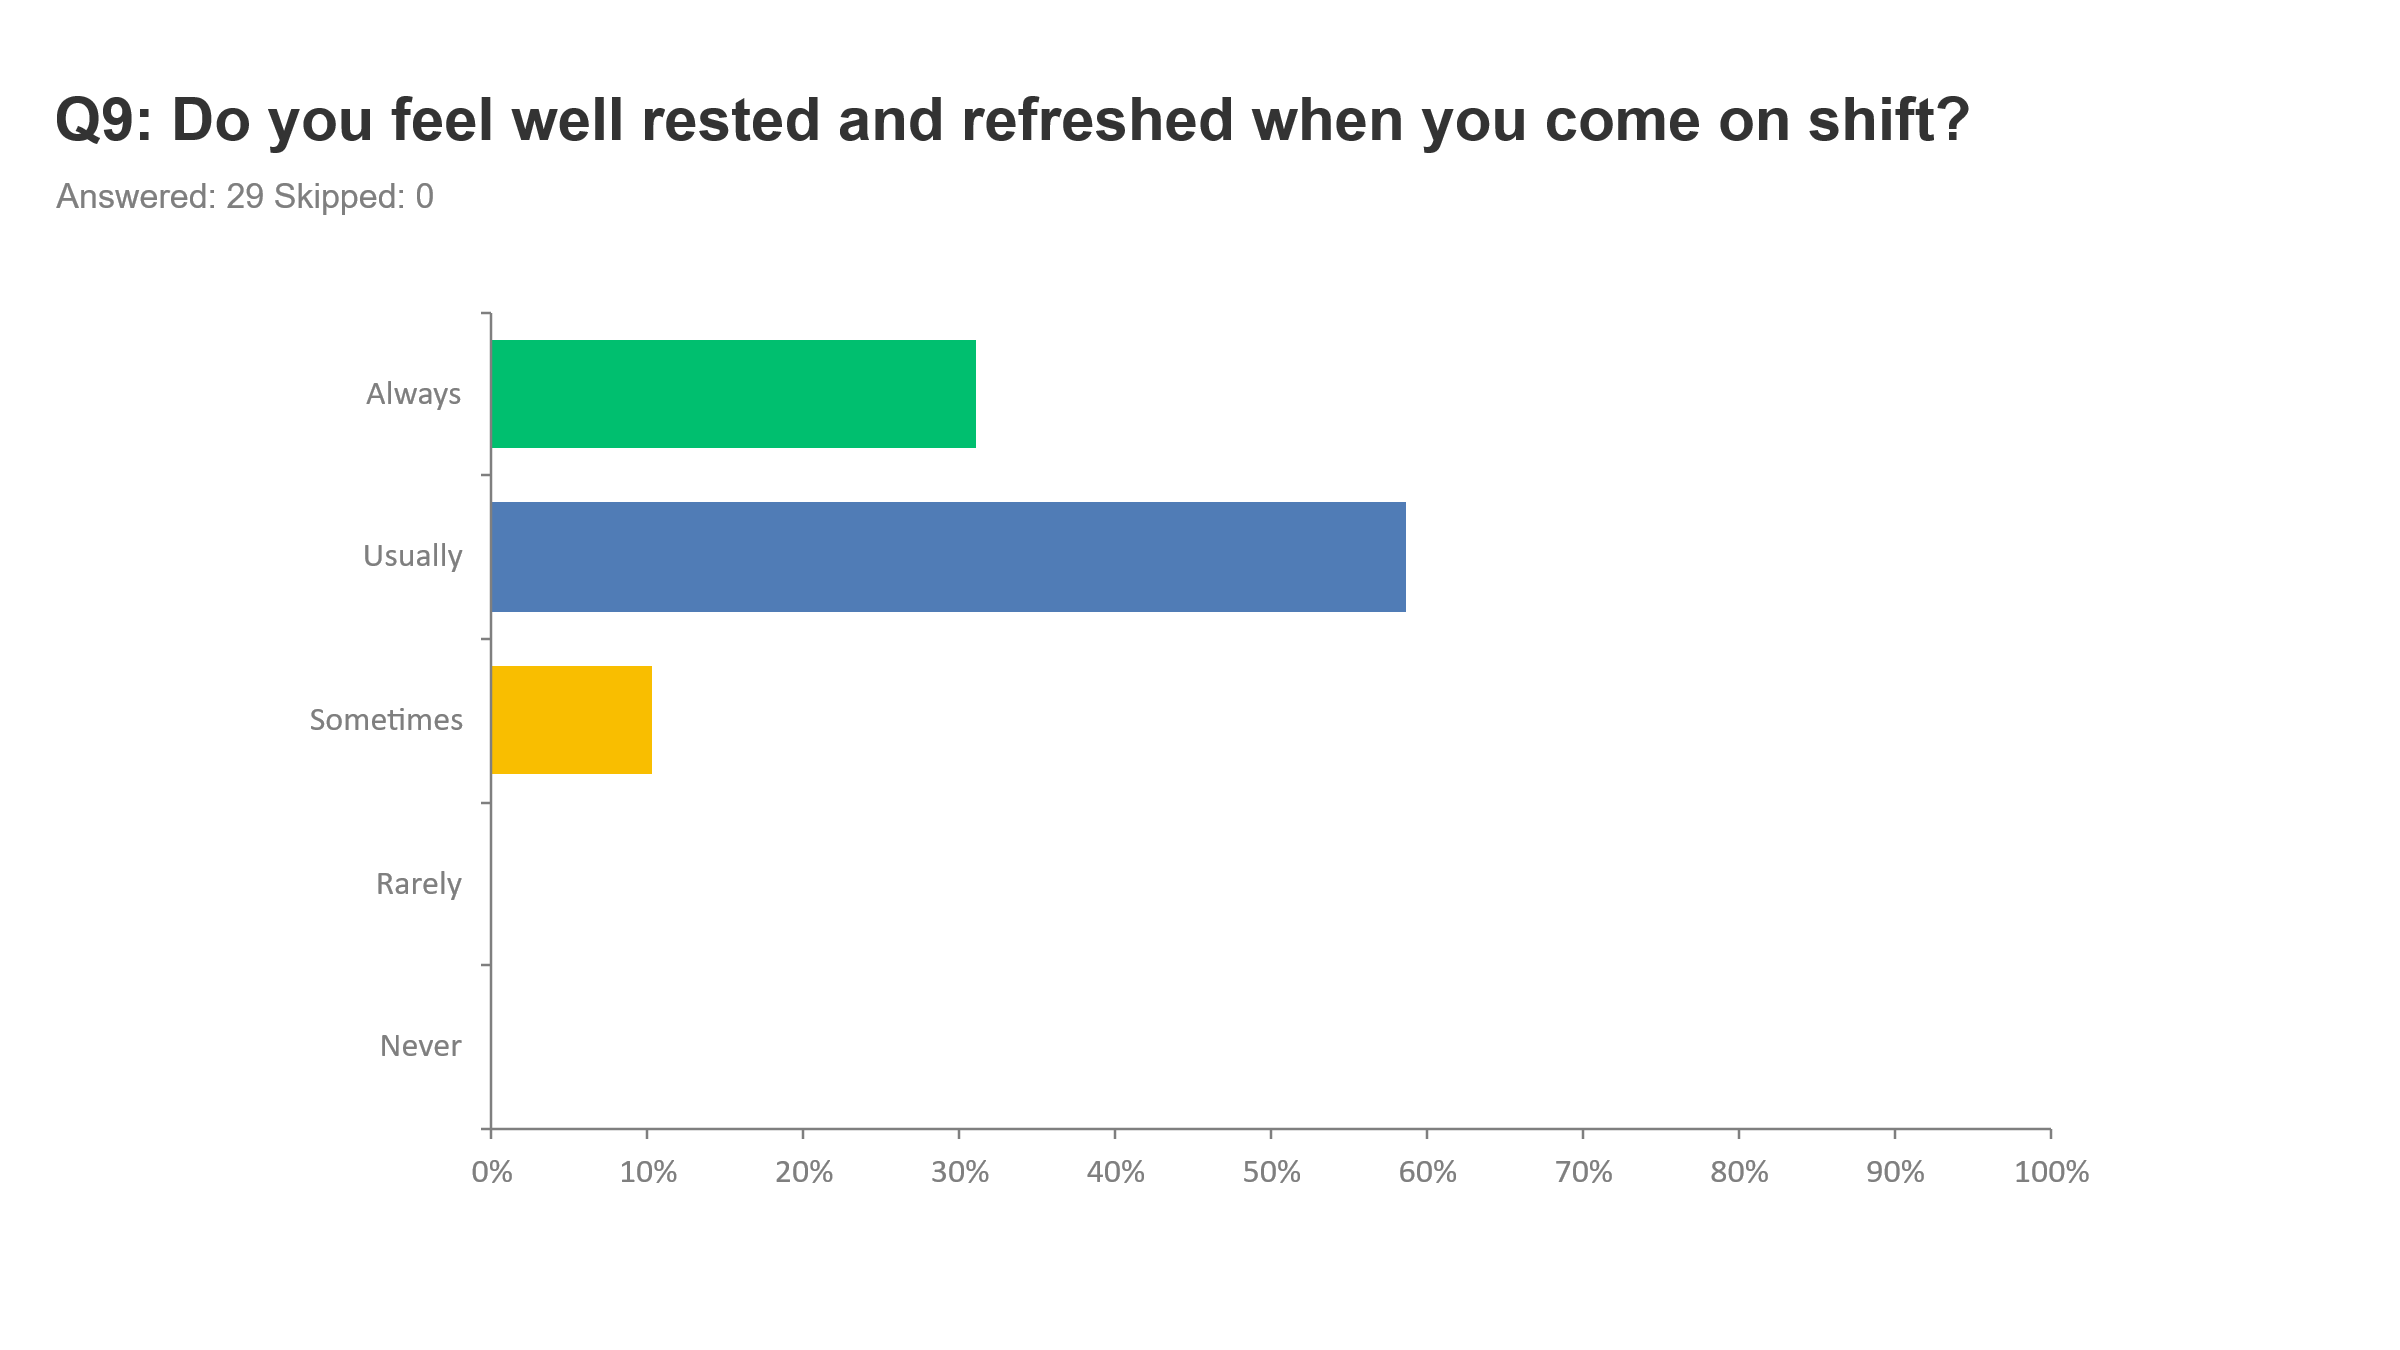 Q9: Do you feel well rested and refreshed when you come on shift?
Answered: 29 Skipped: 0
Always
Usually
Sometimes
Rarely
Never
0% 10% 20% 30% 40% 50% 60% 70% 80% 90% 100%